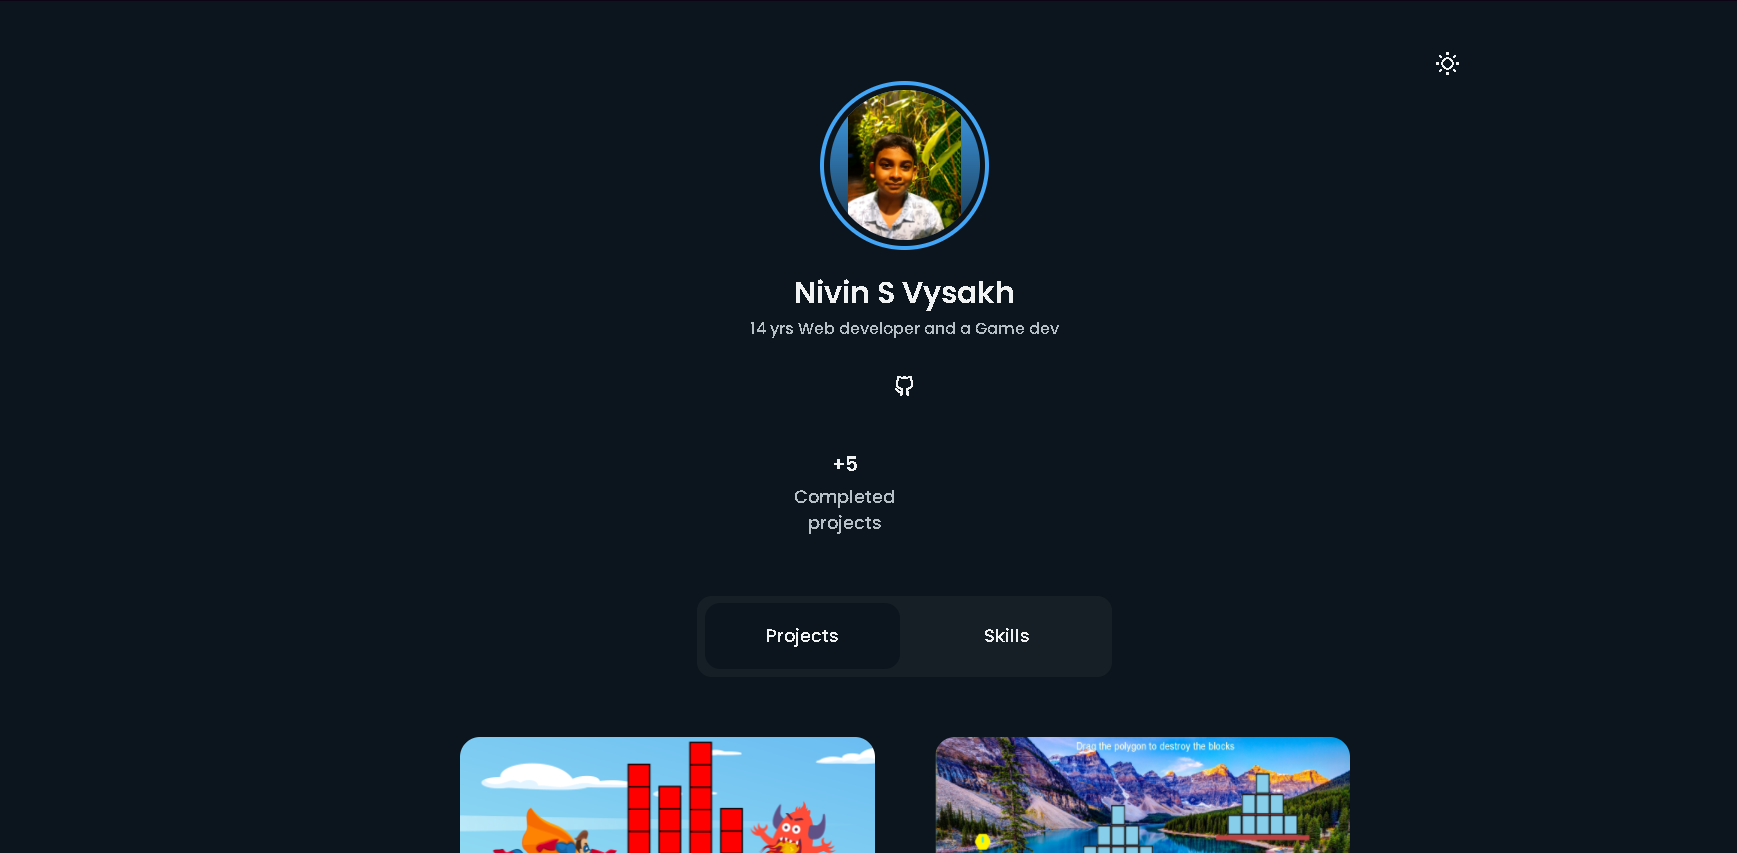 Nivin S Vysakh
14 yrs Web developer and a Game dev
+5
Completed
projects
Projects
Skills
Drag the polygon to destroy the blocks